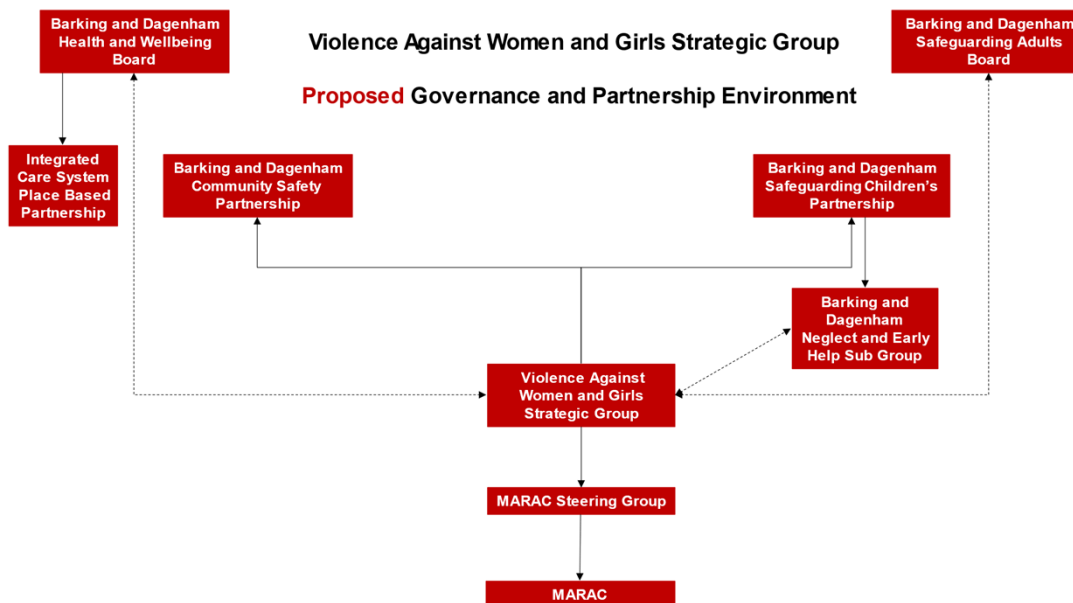 Barking and Dagenham
Health and Wellbeing
Board
Violence Against Women and Girls Strategic Group
Proposed Governance and Partnership Environment
Barking and Dagenham
Safeguarding Adults
Board
Integrated
Care System
Place Based
Partnership
Barking and Dagenham
Community Safety
Partnership
Barking and Dagenham
Safeguarding Children’s
Partnership
Barking and
Dagenham
Neglect and Early
Help Sub Group
Violence Against
Women and Girls
Strategic Group
MARAC Steering Group
MARAC